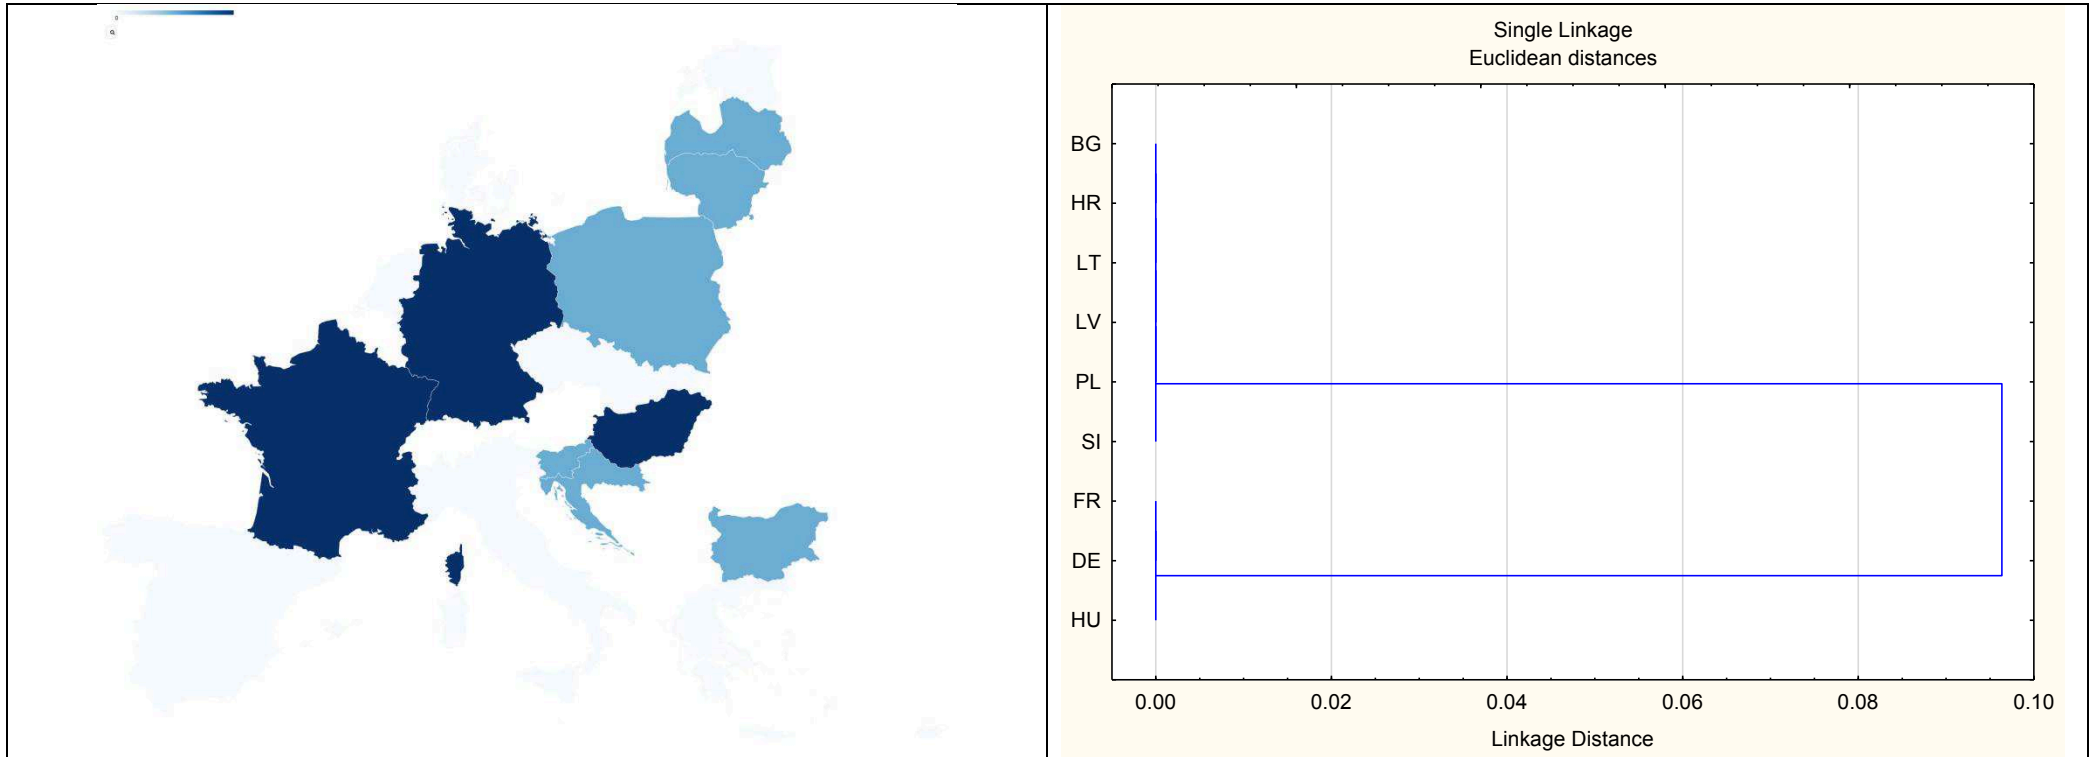 0
Single Linkage
Euclidean distances
BG
HR
LT
LV
PL
SI
FR
DE
HU
0.00 0.02 0.04 0.06 0.08 0.10
Linkage Distance